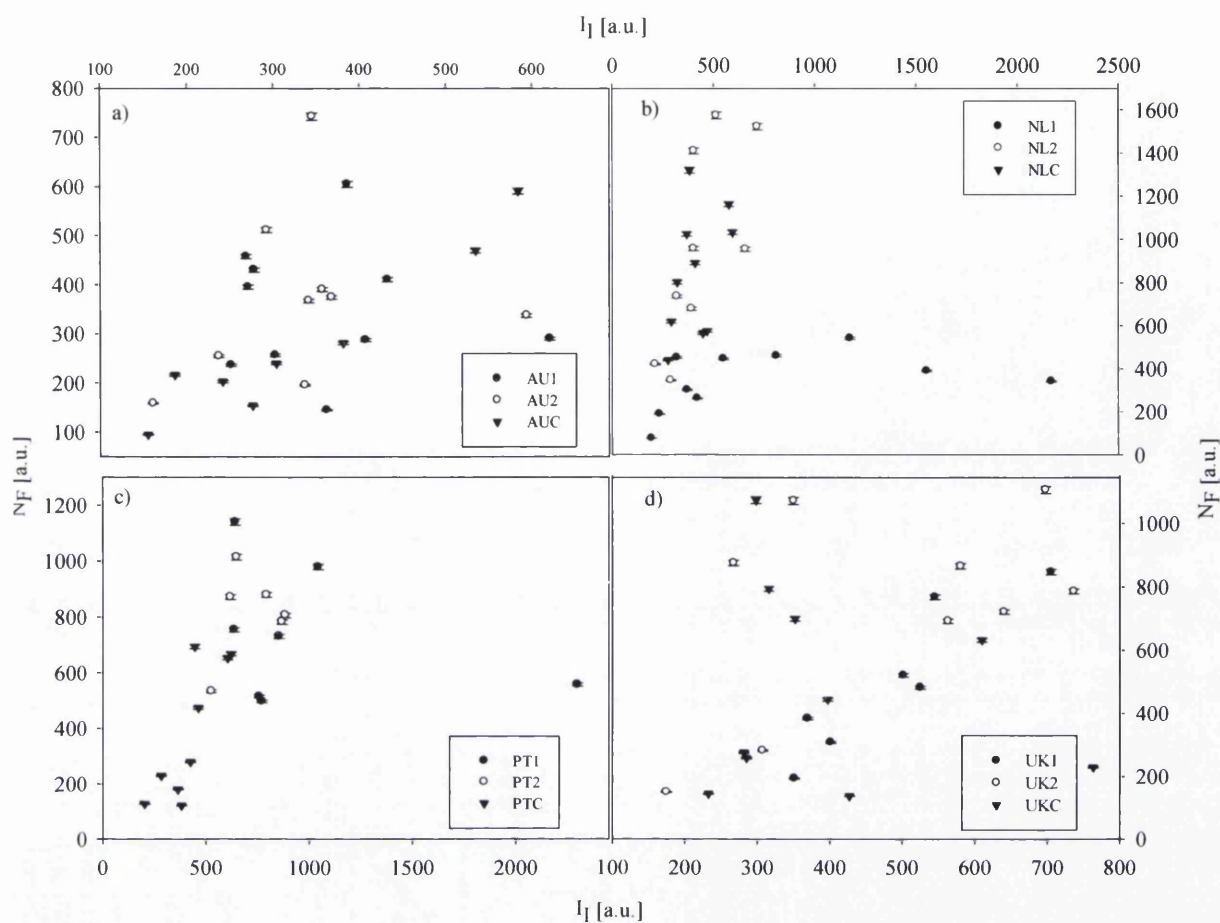 I₁ [a.u.]
100 200 300 400 500 600
0 500 1000 1500 2000 2500
800
700
600
500
400
300
200
100
a)
AU1
AU2
AUC
b)
NL1
NL2
NLC
1600
1400
1200
1000
800
600
400
200
0
N_F [a.u.]
N_F [a.u.]
1200
1000
800
600
400
200
0
c)
PT1
PT2
PTC
d)
UK1
UK2
UKC
1000
800
600
400
200
0
0 500 1000 1500 2000
200 300 400 500 600 700 800
I_I [a.u.]